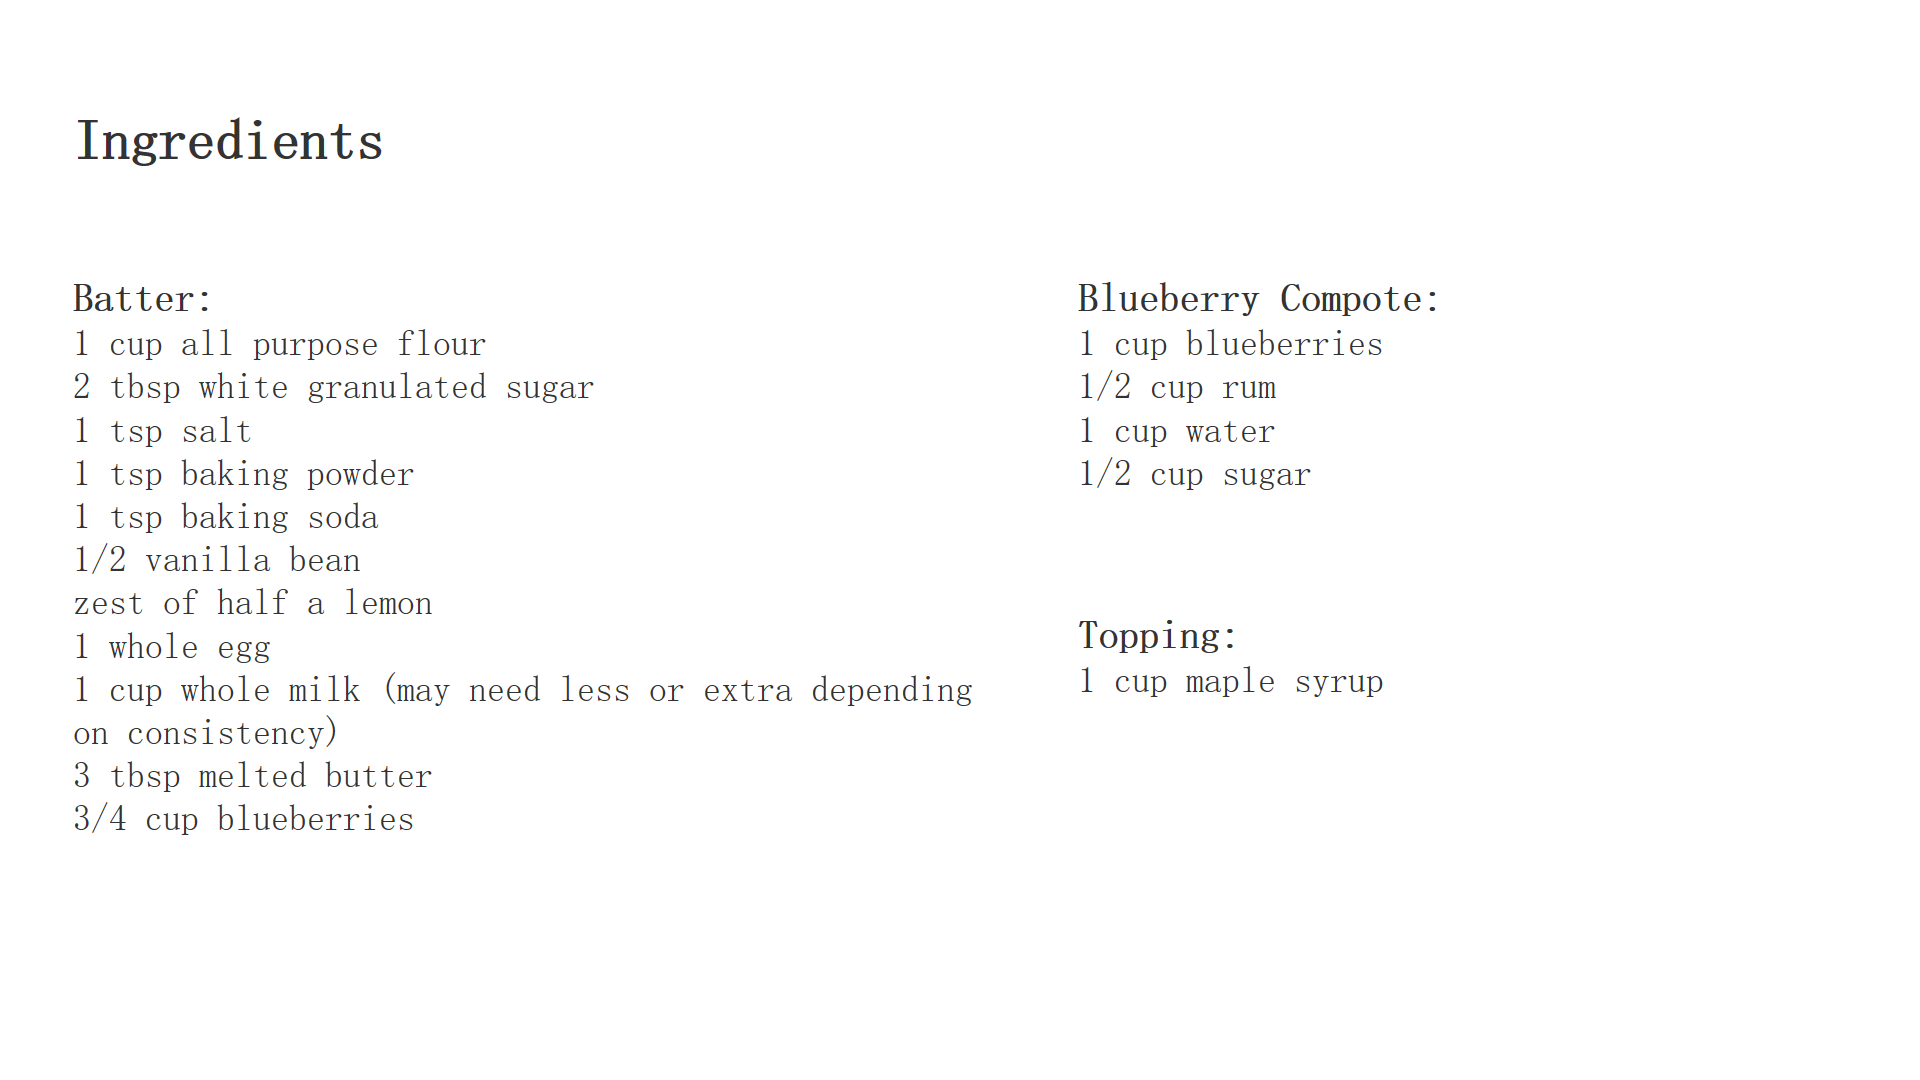 Ingredients
Batter:
1 cup all purpose flour
2 tbsp white granulated sugar
1 tsp salt
1 tsp baking powder
1 tsp baking soda
1/2 vanilla bean
zest of half a lemon
1 whole egg
1 cup whole milk (may need less or extra depending
on consistency)
3 tbsp melted butter
3/4 cup blueberries
Blueberry Compote:
1 cup blueberries
1/2 cup rum
1 cup water
1/2 cup sugar
Topping:
1 cup maple syrup